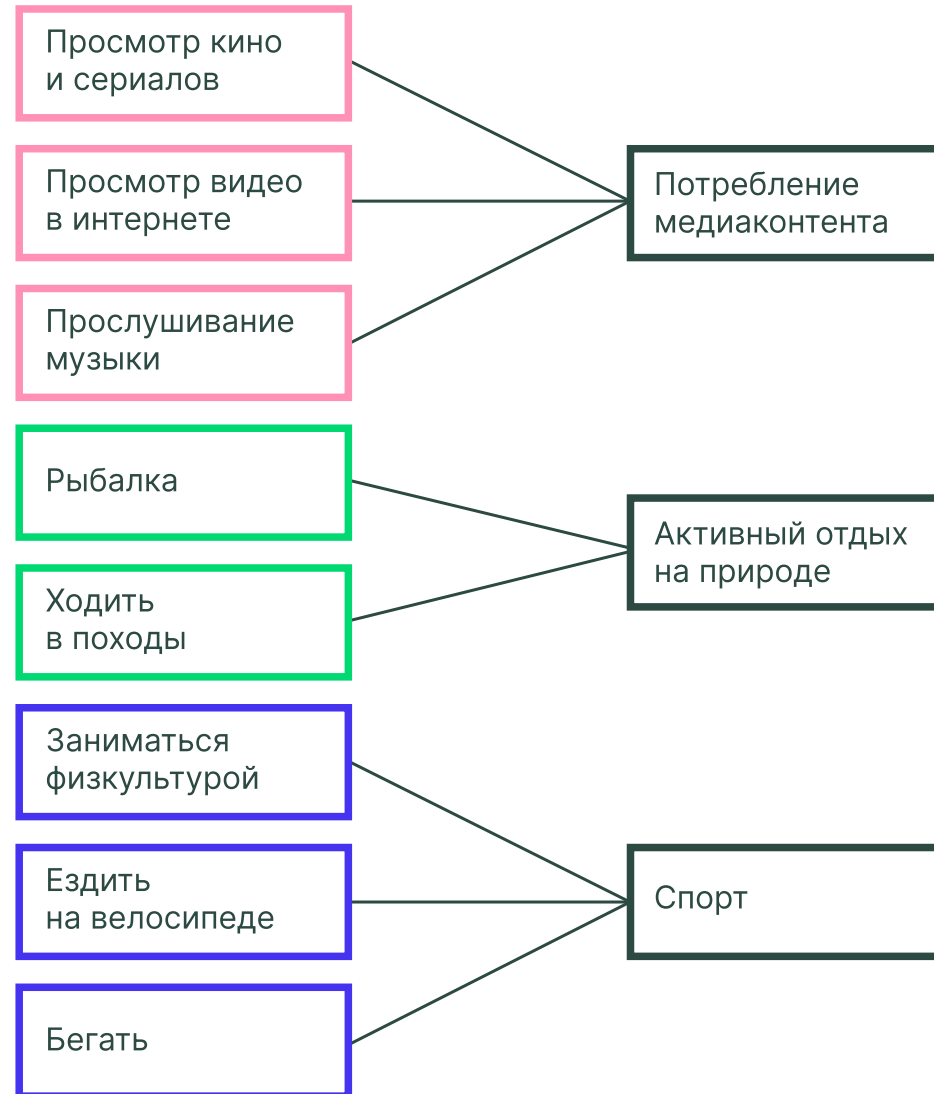 Просмотр кино
и сериалов
Просмотр видео
в интернете
Прослушивание
музыки
Потребление
медиаконтента
Рыбалка
Ходить
в походы
Активный отдых
на природе
Заниматься
физкультурой
Ездить
на велосипеде
Бегать
Спорт